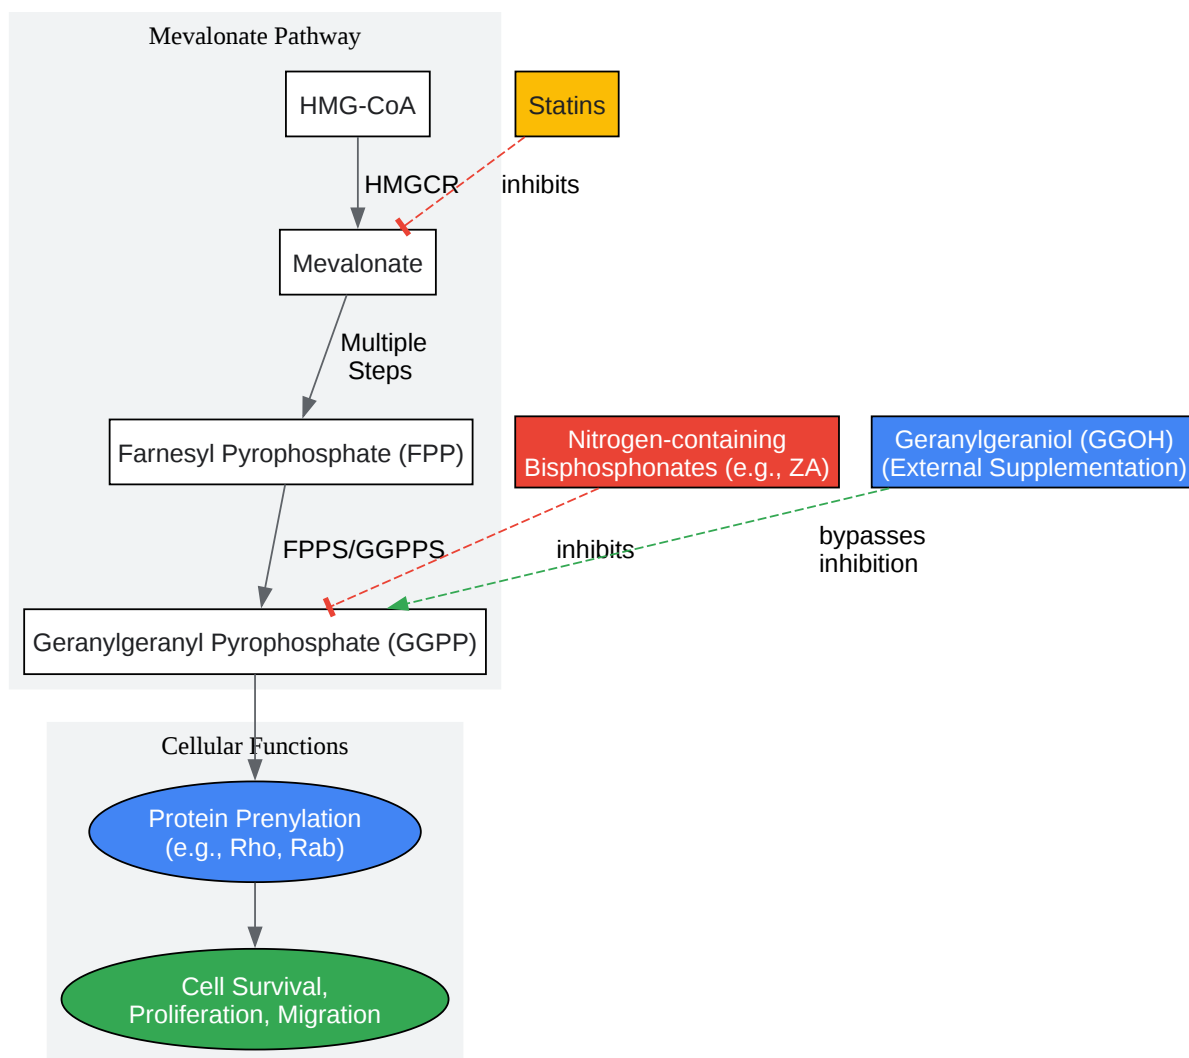 Mevalonate Pathway
HMG-CoA
Statins
HMGCR
inhibits
Mevalonate
Multiple
Steps
Farnesyl Pyrophosphate (FPP)
Nitrogen-containing
Bisphosphonates (e.g., ZA)
Geranylgeraniol (GGOH)
(External Supplementation)
FPPS/GGPPS
inhibits
bypasses
inhibition
Geranylgeranyl Pyrophosphate (GGPP)
Cellular Functions
Protein Prenylation
(e.g., Rho, Rab)
Cell Survival,
Proliferation, Migration